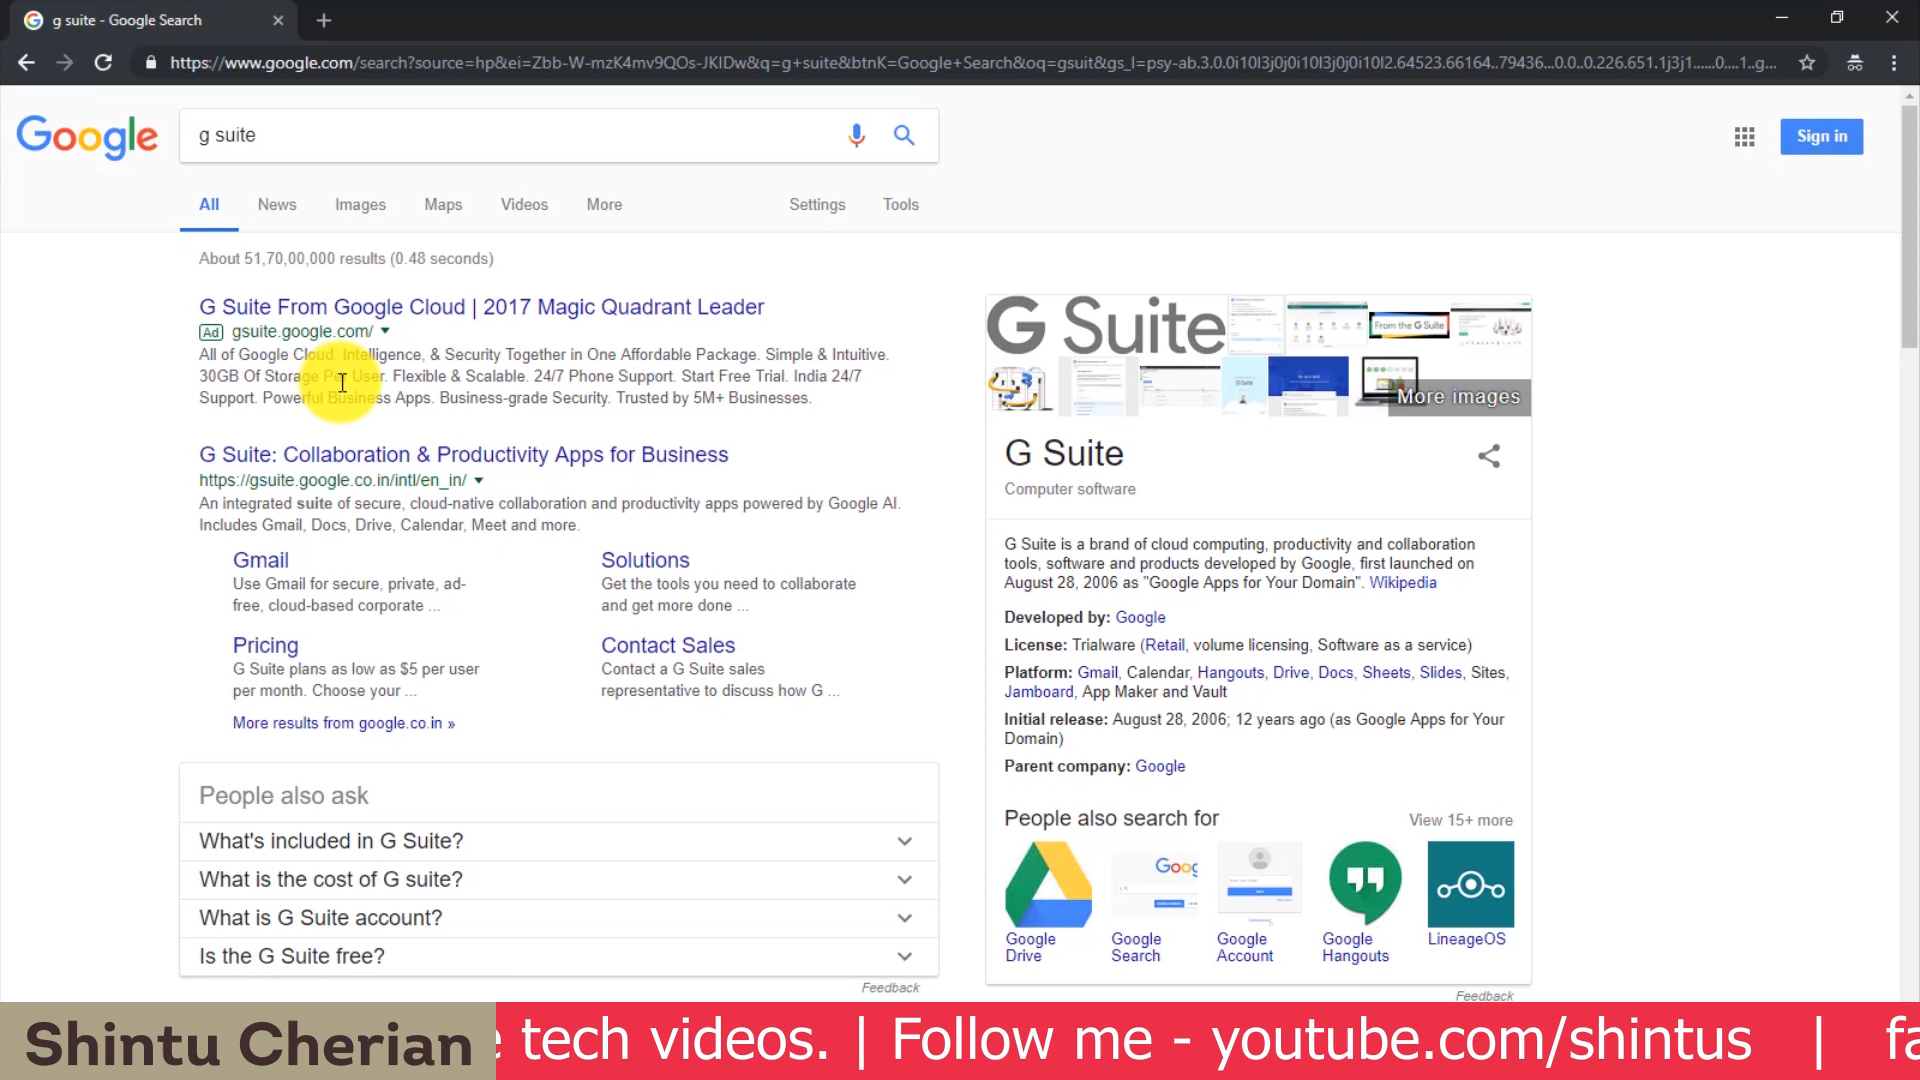 g suite - Google Search
https://www.google.com/search?source=hp&ei=Zbb-W-mzK4mv9QOs-JKIDw&q=g+suite&btnK=Google+Search&oq=gsuit&gs_l=psy-ab.3.0.0i10l3j0j0i10l3j0j0i10l2.64523.66164..79436...0.0..0.226.651.1j3j1......0....1..g...
Google
g suite
Sign in
All News Images Maps Videos More Settings Tools
About 51,70,00,000 results (0.48 seconds)
G Suite From Google Cloud | 2017 Magic Quadrant Leader
Ad gsuite.google.com/
All of Google Cloud, Intelligence, & Security Together in One Affordable Package. Simple & Intuitive.
30GB Of Storage Per User. Flexible & Scalable. 24/7 Phone Support. Start Free Trial. India 24/7
Support. Powerful Business Apps. Business-grade Security. Trusted by 5M+ Businesses.
G Suite: Collaboration & Productivity Apps for Business
https://gsuite.google.co.in/intl/en_in/
An integrated suite of secure, cloud-native collaboration and productivity apps powered by Google AI.
Includes Gmail, Docs, Drive, Calendar, Meet and more.
Gmail
Use Gmail for secure, private, ad-
free, cloud-based corporate ...
Solutions
Get the tools you need to collaborate
and get more done ...
Pricing
G Suite plans as low as $5 per user
per month. Choose your ...
Contact Sales
Contact a G Suite sales
representative to discuss how G ...
More results from google.co.in »
People also ask
What's included in G Suite?
What is the cost of G suite?
What is G Suite account?
Is the G Suite free?
Feedback
G Suite
From the G Suite
More images
G Suite
Computer software
G Suite is a brand of cloud computing, productivity and collaboration
tools, software and products developed by Google, first launched on
August 28, 2006 as "Google Apps for Your Domain". Wikipedia
Developed by: Google
License: Trialware (Retail, volume licensing, Software as a service)
Platform: Gmail, Calendar, Hangouts, Drive, Docs, Sheets, Slides, Sites,
Jamboard, App Maker and Vault
Initial release: August 28, 2006; 12 years ago (as Google Apps for Your
Domain)
Parent company: Google
People also search for
View 15+ more
Goog
Google
Drive
Google
Search
Google
Account
Google
Hangouts
LineageOS
Feedback
Shintu Cherian
e tech videos. | Follow me - youtube.com/shintus | fa